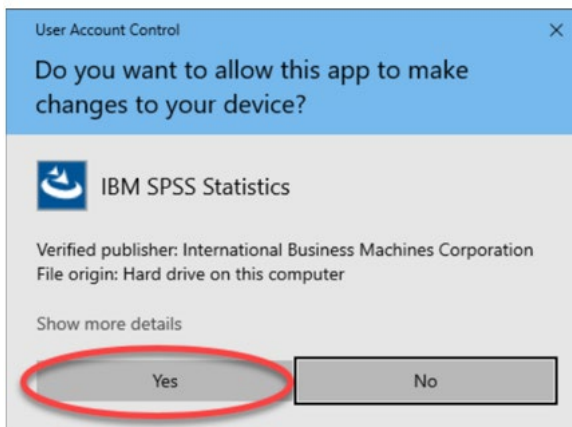 User Account Control
Do you want to allow this app to make
changes to your device?
IBM SPSS Statistics
Verified publisher: International Business Machines Corporation
File origin: Hard drive on this computer
Show more details
Yes
No